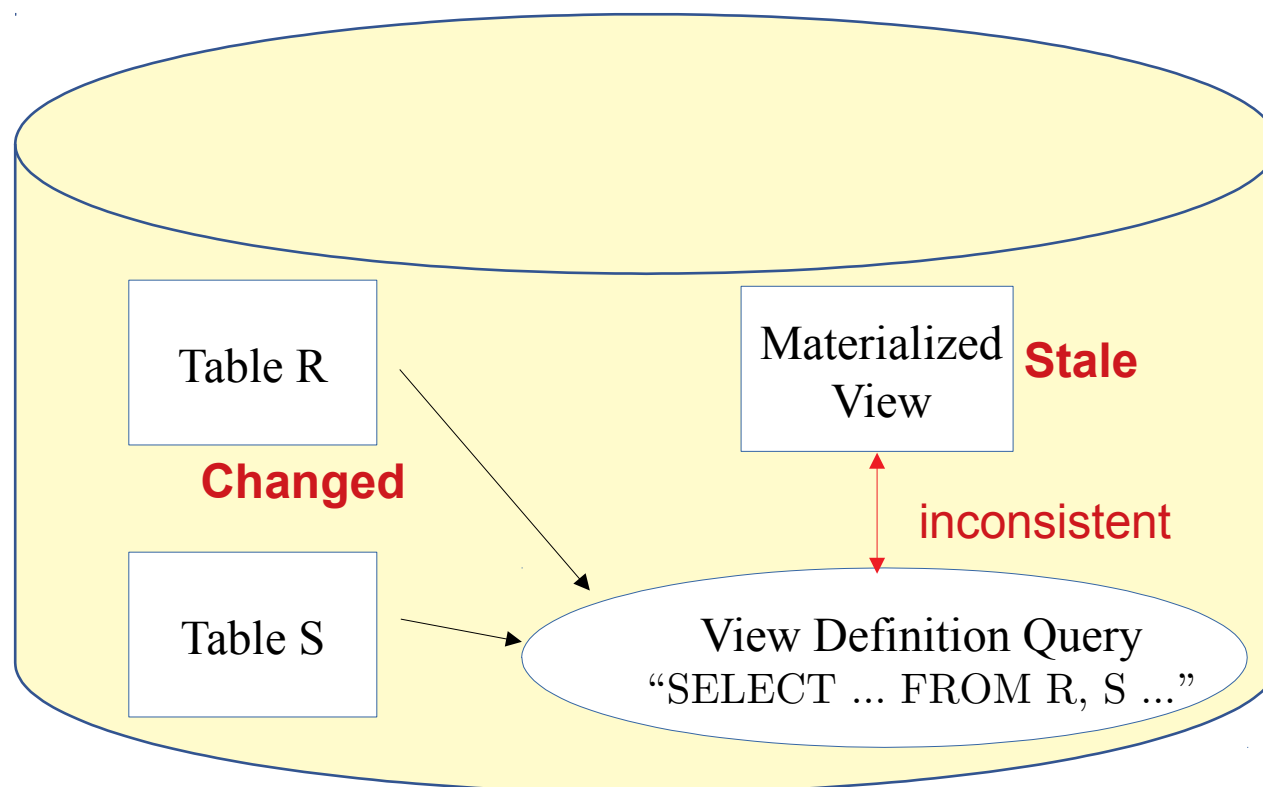 Table R
Changed
Table S
Materialized
View
Stale
inconsistent
View Definition Query
“SELECT ... FROM R, S ...”